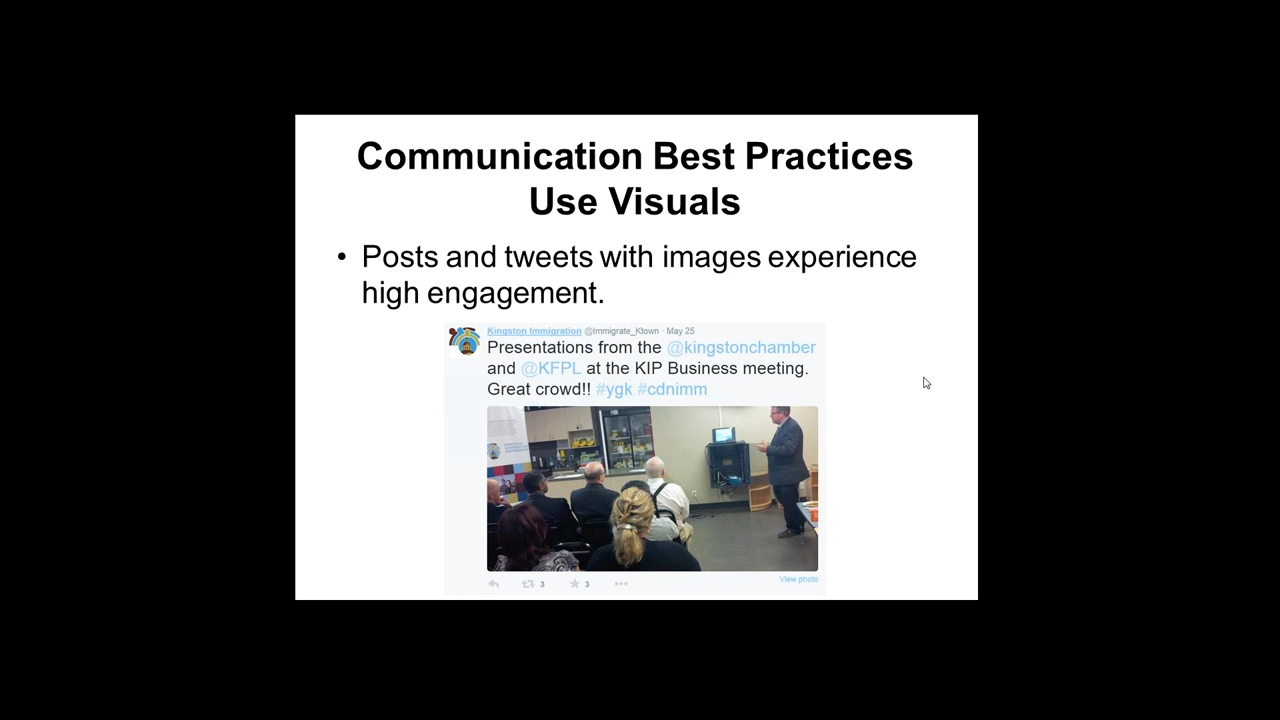 Communication Best Practices
Use Visuals
• Posts and tweets with images experience
high engagement.
Kingston Immigration @Immigrate_Ktown · May 25
Presentations from the @kingstonchamber
and @KFPL at the KIP Business meeting.
Great crowd!! #ygk #cdnimm
3 3
View photo